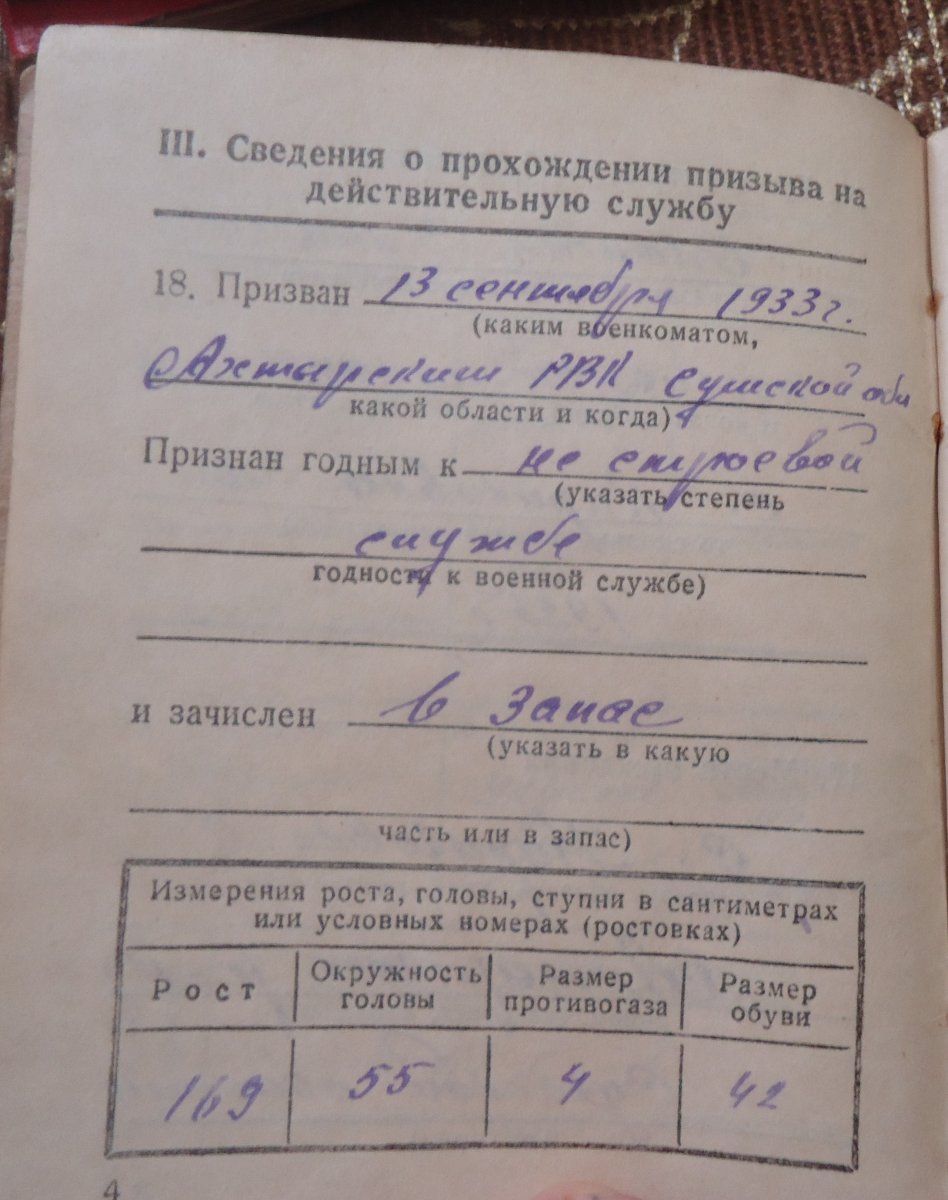 III. Сведения о прохождении призыва на
действительную службу
18. Призван 13 сентября 1933г.
(каким военкоматом,
Ахтырским РВК Сумской обл
какой области и когда)
Признан годным к не строевой
(указать степень
службе
годности к военной службе)
и зачислен в запас
(указать в какую
часть или в запас)
Измерения роста, головы, ступни в сантиметрах
или условных номерах (ростовках)
Рост Окружность головы Размер противогаза Размер обуви
169 55 4 42
4